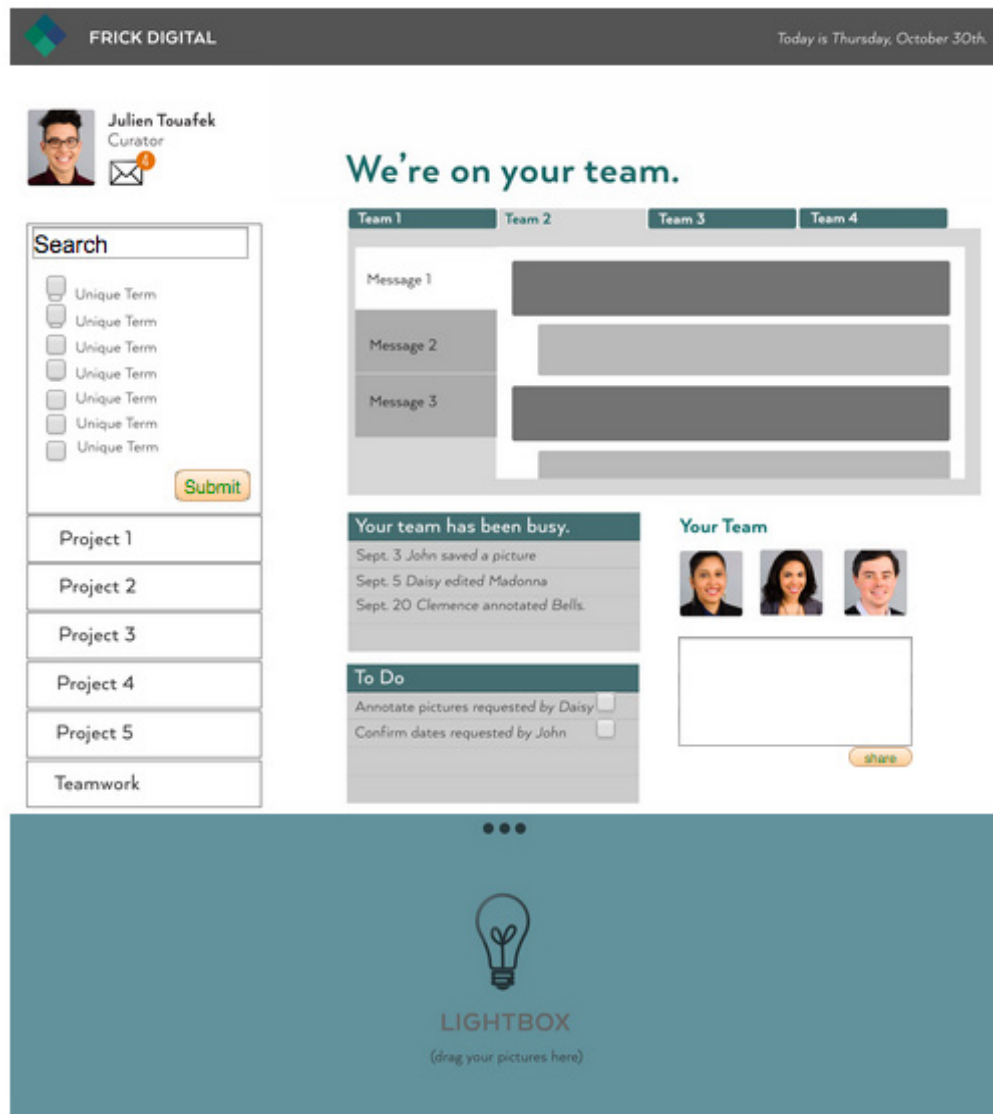 FRICK DIGITAL
Today is Thursday, October 30th.
Julien Touafek
Curator
4
We're on your team.
Team 1
Team 2
Team 3
Team 4
Search
Unique Term
Unique Term
Unique Term
Unique Term
Unique Term
Unique Term
Unique Term
Submit
Project 1
Project 2
Project 3
Project 4
Project 5
Teamwork
Message 1
Message 2
Message 3
Your team has been busy.
Sept. 3 John saved a picture
Sept. 5 Daisy edited Madonna
Sept. 20 Clemence annotated Bells.
To Do
Annotate pictures requested by Daisy
Confirm dates requested by John
Your Team
share
LIGHTBOX
(drag your pictures here)